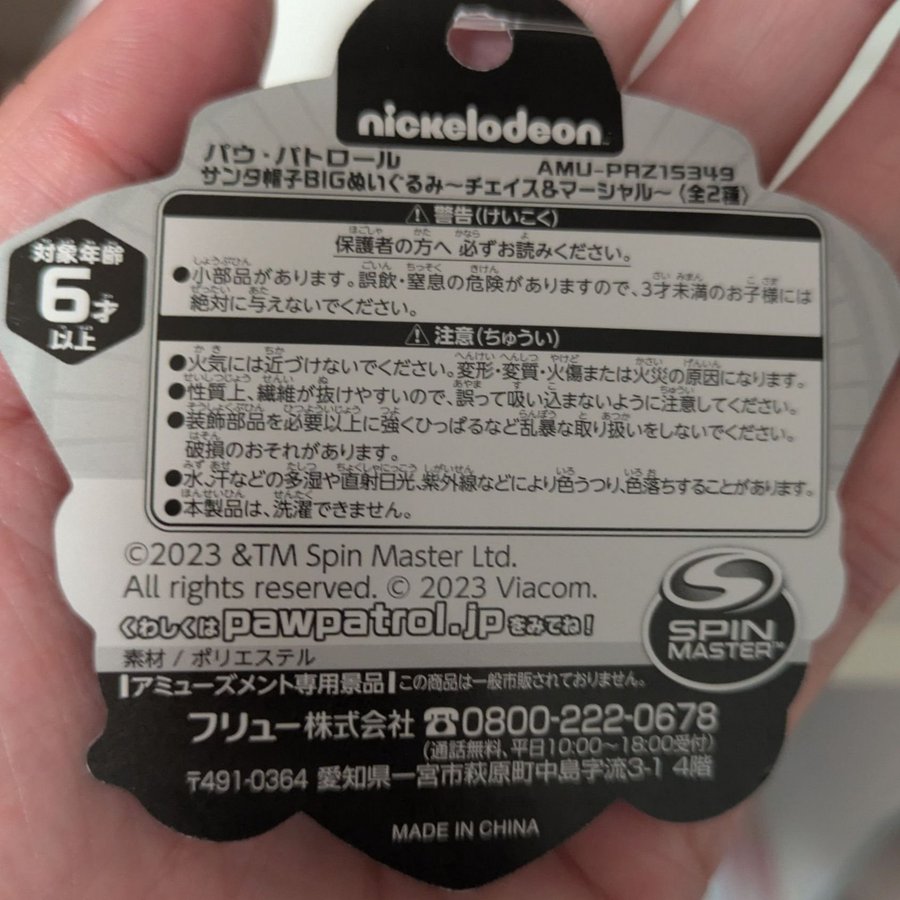 nickelodeon
パウ・パトロール
AMU-PRZ15349
サンタ帽子BIGぬいぐるみ～チェイス&マーシャル～〈全2種〉
対象年齢
6才
以上
⚠警告(けいこく)
保護者の方へ 必ずお読みください。
●小部品があります。誤飲・窒息の危険がありますので、3才未満のお子様には
絶対に与えないでください。
⚠注意(ちゅうい)
●火気には近づけないでください。変形・変質・火傷または火災の原因になります。
●性質上、繊維が抜けやすいので、誤って吸い込まないように注意してください。
●装飾部品を必要以上に強くひっぱるなど乱暴な取り扱いをしないでください。
破損のおそれがあります。
●水、汗などの多湿や直射日光、紫外線などにより色うつり、色落ちすることがあります。
●本製品は、洗濯できません。
©2023 &TM Spin Master Ltd.
All rights reserved. © 2023 Viacom.
くわしくはpawpatrol.jpをみてね!
SPIN
MASTER™
素材 / ポリエステル
アミューズメント専用景品 この商品は一般市販されておりません。
フリュー株式会社 ☎0800-222-0678
(通話無料、平日10:00～18:00受付)
〒491-0364 愛知県一宮市萩原町中島字流3-1 4階
MADE IN CHINA